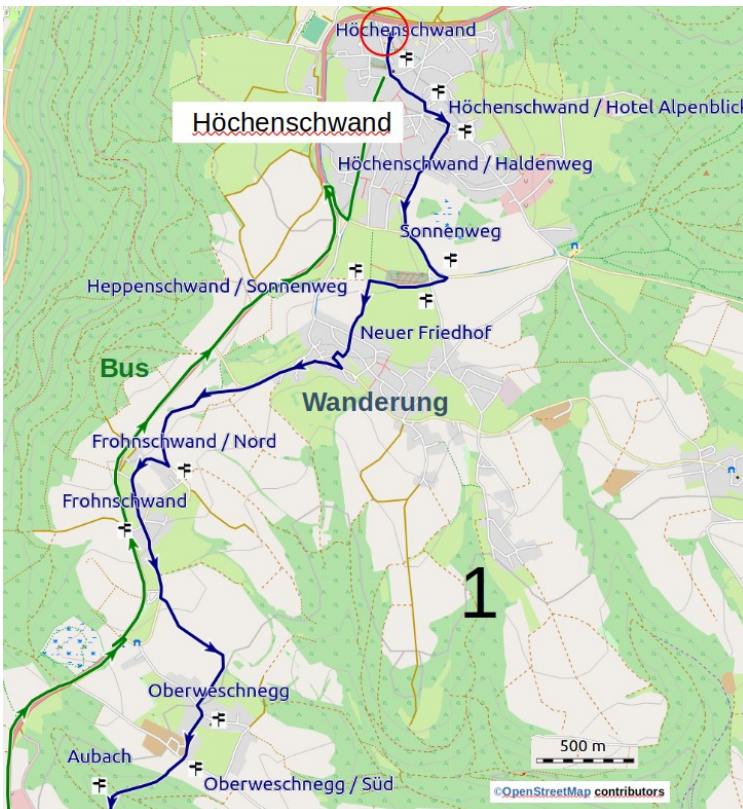 Höchenschwand
Höchenschwand / Hotel Alpenblick
Höchenschwand
Höchenschwand / Haldenweg
Sonnenweg
Heppenschwand / Sonnenweg
Neuer Friedhof
Bus
Wanderung
Frohnschwand / Nord
Frohnschwand
1
Oberweschnegg
500 m
Aubach
Oberweschnegg / Süd
©OpenStreetMap contributors